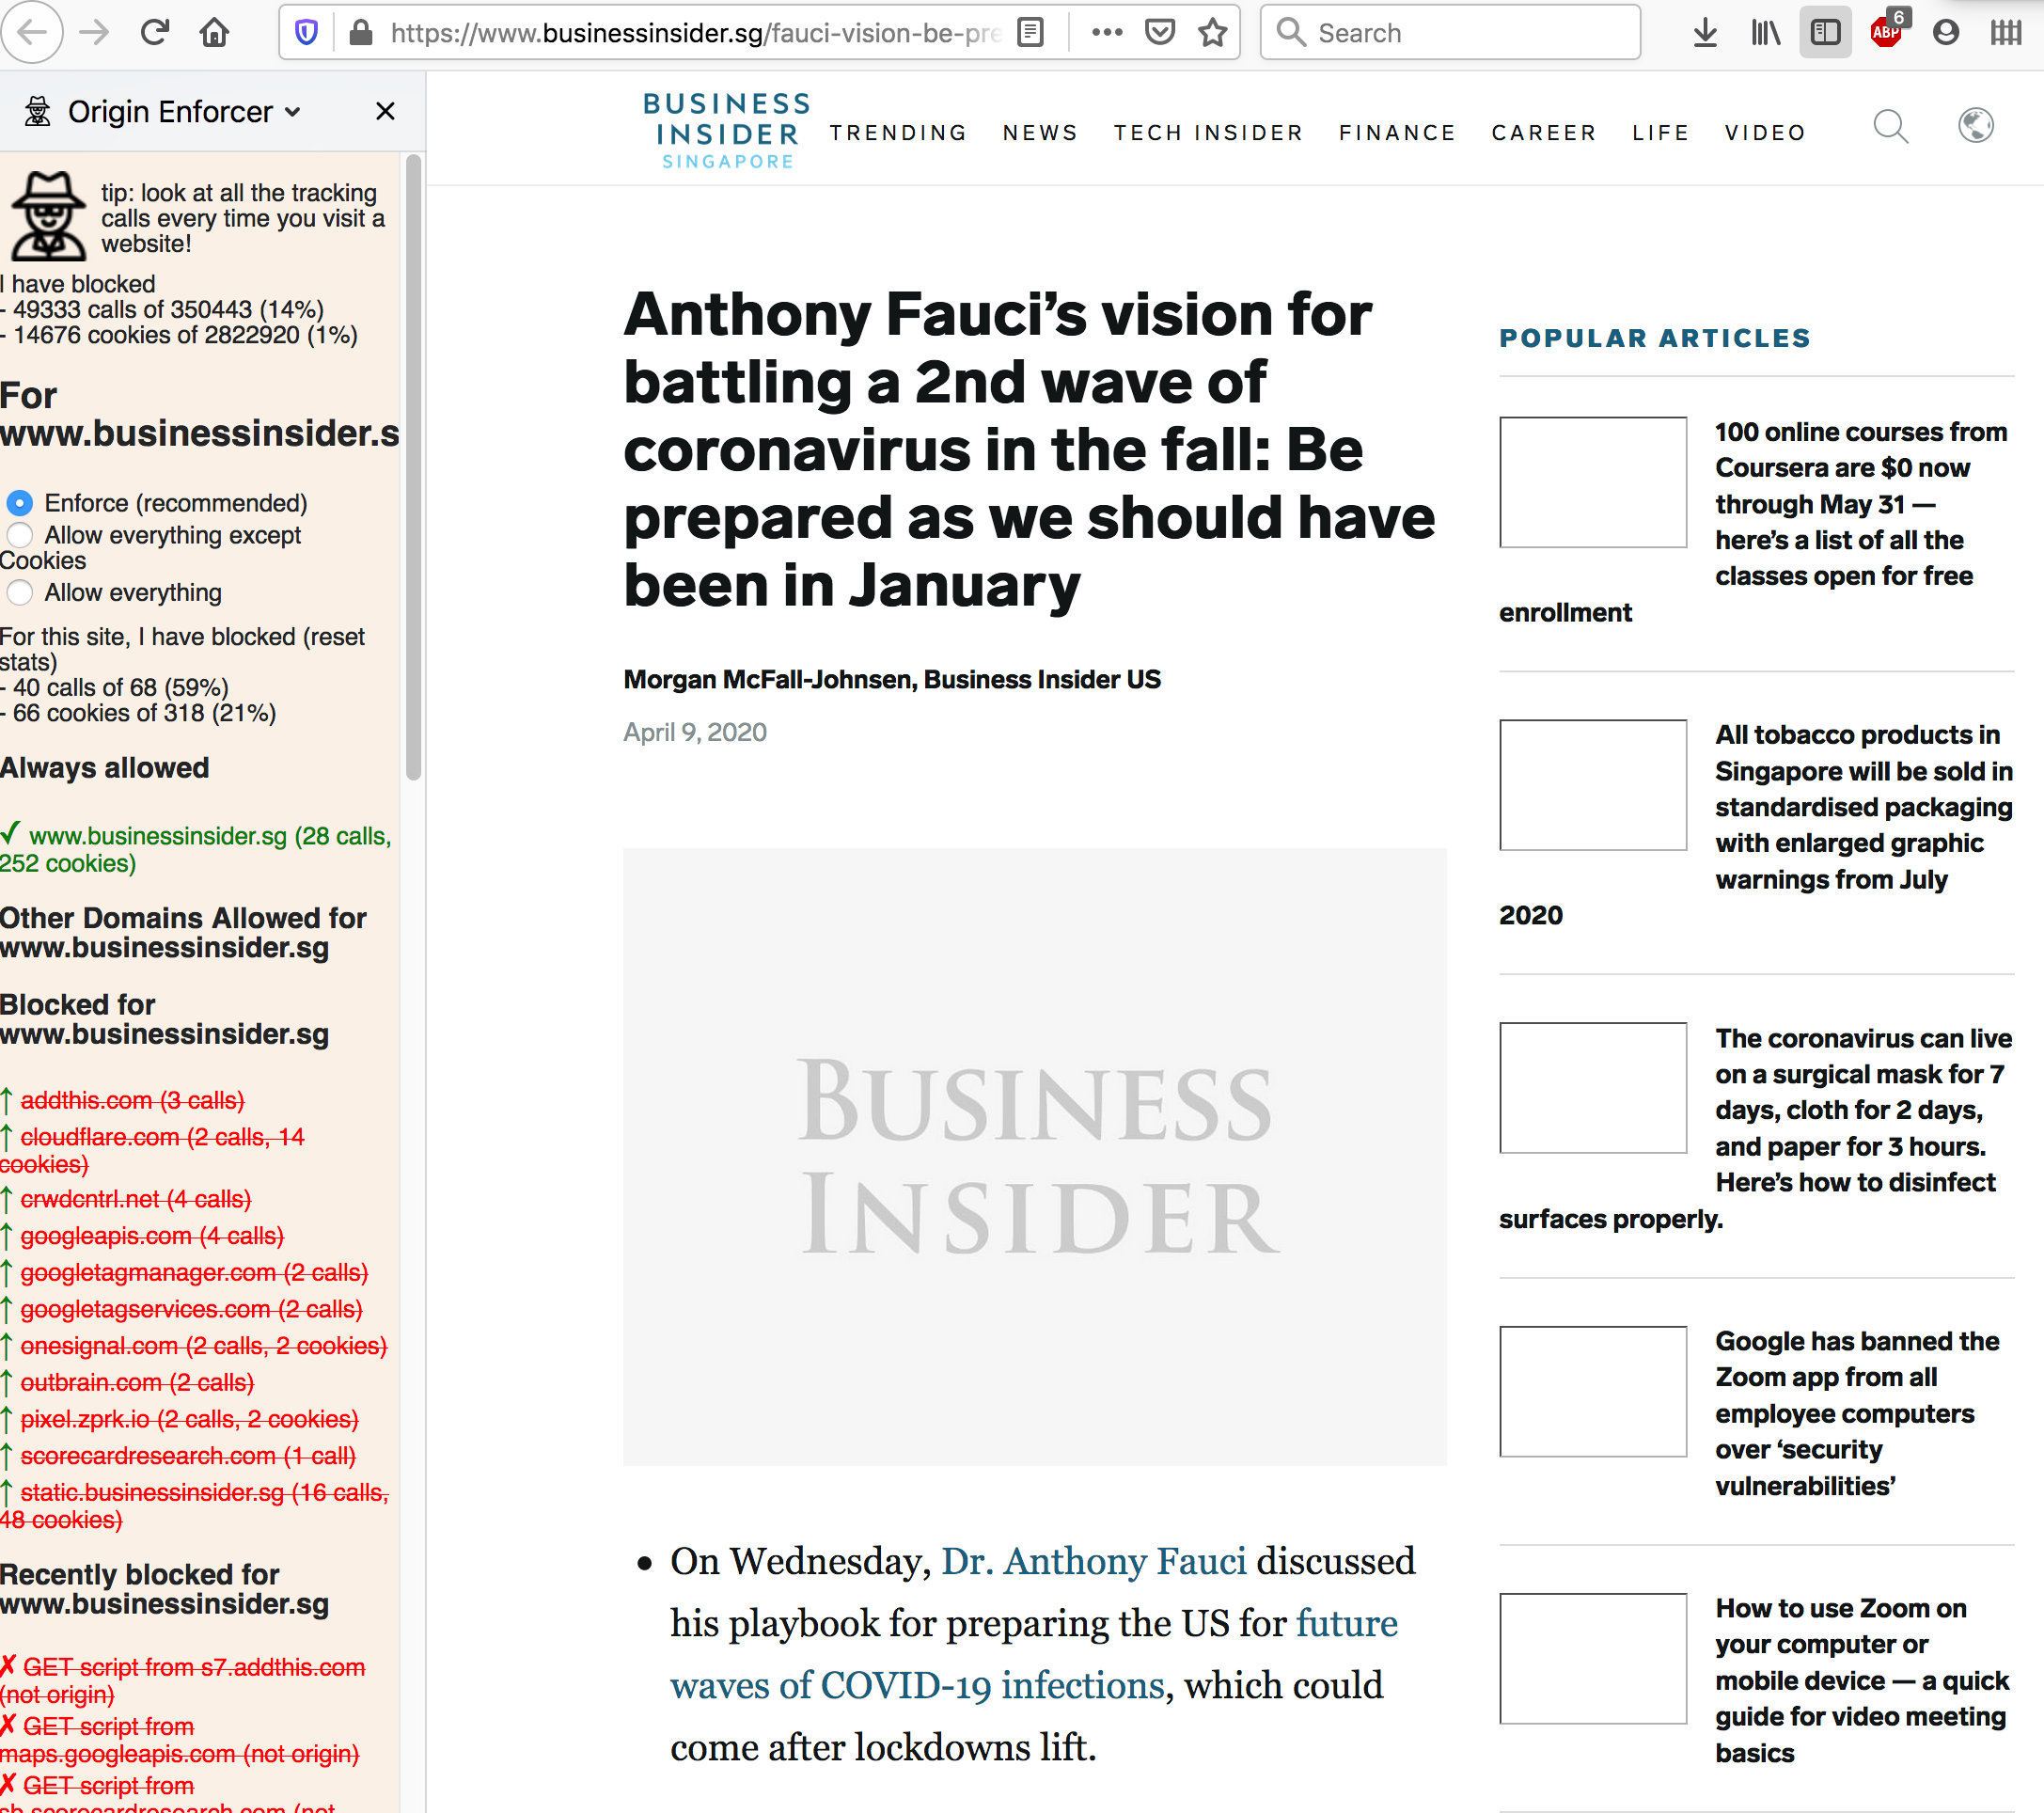 https://www.businessinsider.sg/fauci-vision-be-pre
Search
ABP
6
Origin Enforcer
BUSINESS
INSIDER
SINGAPORE
TRENDING NEWS TECH INSIDER FINANCE CAREER LIFE VIDEO
tip: look at all the tracking
calls every time you visit a
website!
I have blocked
- 49333 calls of 350443 (14%)
- 14676 cookies of 2822920 (1%)
For
www.businessinsider.s
Enforce (recommended)
Allow everything except
Cookies
Allow everything
For this site, I have blocked (reset
stats)
- 40 calls of 68 (59%)
- 66 cookies of 318 (21%)
Always allowed
✓ www.businessinsider.sg (28 calls,
252 cookies)
Other Domains Allowed for
www.businessinsider.sg
Blocked for
www.businessinsider.sg
↑ addthis.com (3 calls)
↑ cloudflare.com (2 calls, 14
cookies)
↑ crwdcntrl.net (4 calls)
↑ googleapis.com (4 calls)
↑ googletagmanager.com (2 calls)
↑ googletagservices.com (2 calls)
↑ onesignal.com (2 calls, 2 cookies)
↑ outbrain.com (2 calls)
↑ pixel.zprk.io (2 calls, 2 cookies)
↑ scorecardresearch.com (1 call)
↑ static.businessinsider.sg (16 calls,
48 cookies)
Recently blocked for
www.businessinsider.sg
✗ GET script from s7.addthis.com
(not origin)
✗ GET script from
maps.googleapis.com (not origin)
✗ GET script from
sb.scorecardresearch.com (not
Anthony Fauci’s vision for
battling a 2nd wave of
coronavirus in the fall: Be
prepared as we should have
been in January
Morgan McFall-Johnsen, Business Insider US
April 9, 2020
BUSINESS
INSIDER
• On Wednesday, Dr. Anthony Fauci discussed
his playbook for preparing the US for future
waves of COVID-19 infections, which could
come after lockdowns lift.
POPULAR ARTICLES
100 online courses from
Coursera are $0 now
through May 31 —
here’s a list of all the
classes open for free
enrollment
All tobacco products in
Singapore will be sold in
standardised packaging
with enlarged graphic
warnings from July
2020
The coronavirus can live
on a surgical mask for 7
days, cloth for 2 days,
and paper for 3 hours.
Here’s how to disinfect
surfaces properly.
Google has banned the
Zoom app from all
employee computers
over ‘security
vulnerabilities’
How to use Zoom on
your computer or
mobile device — a quick
guide for video meeting
basics